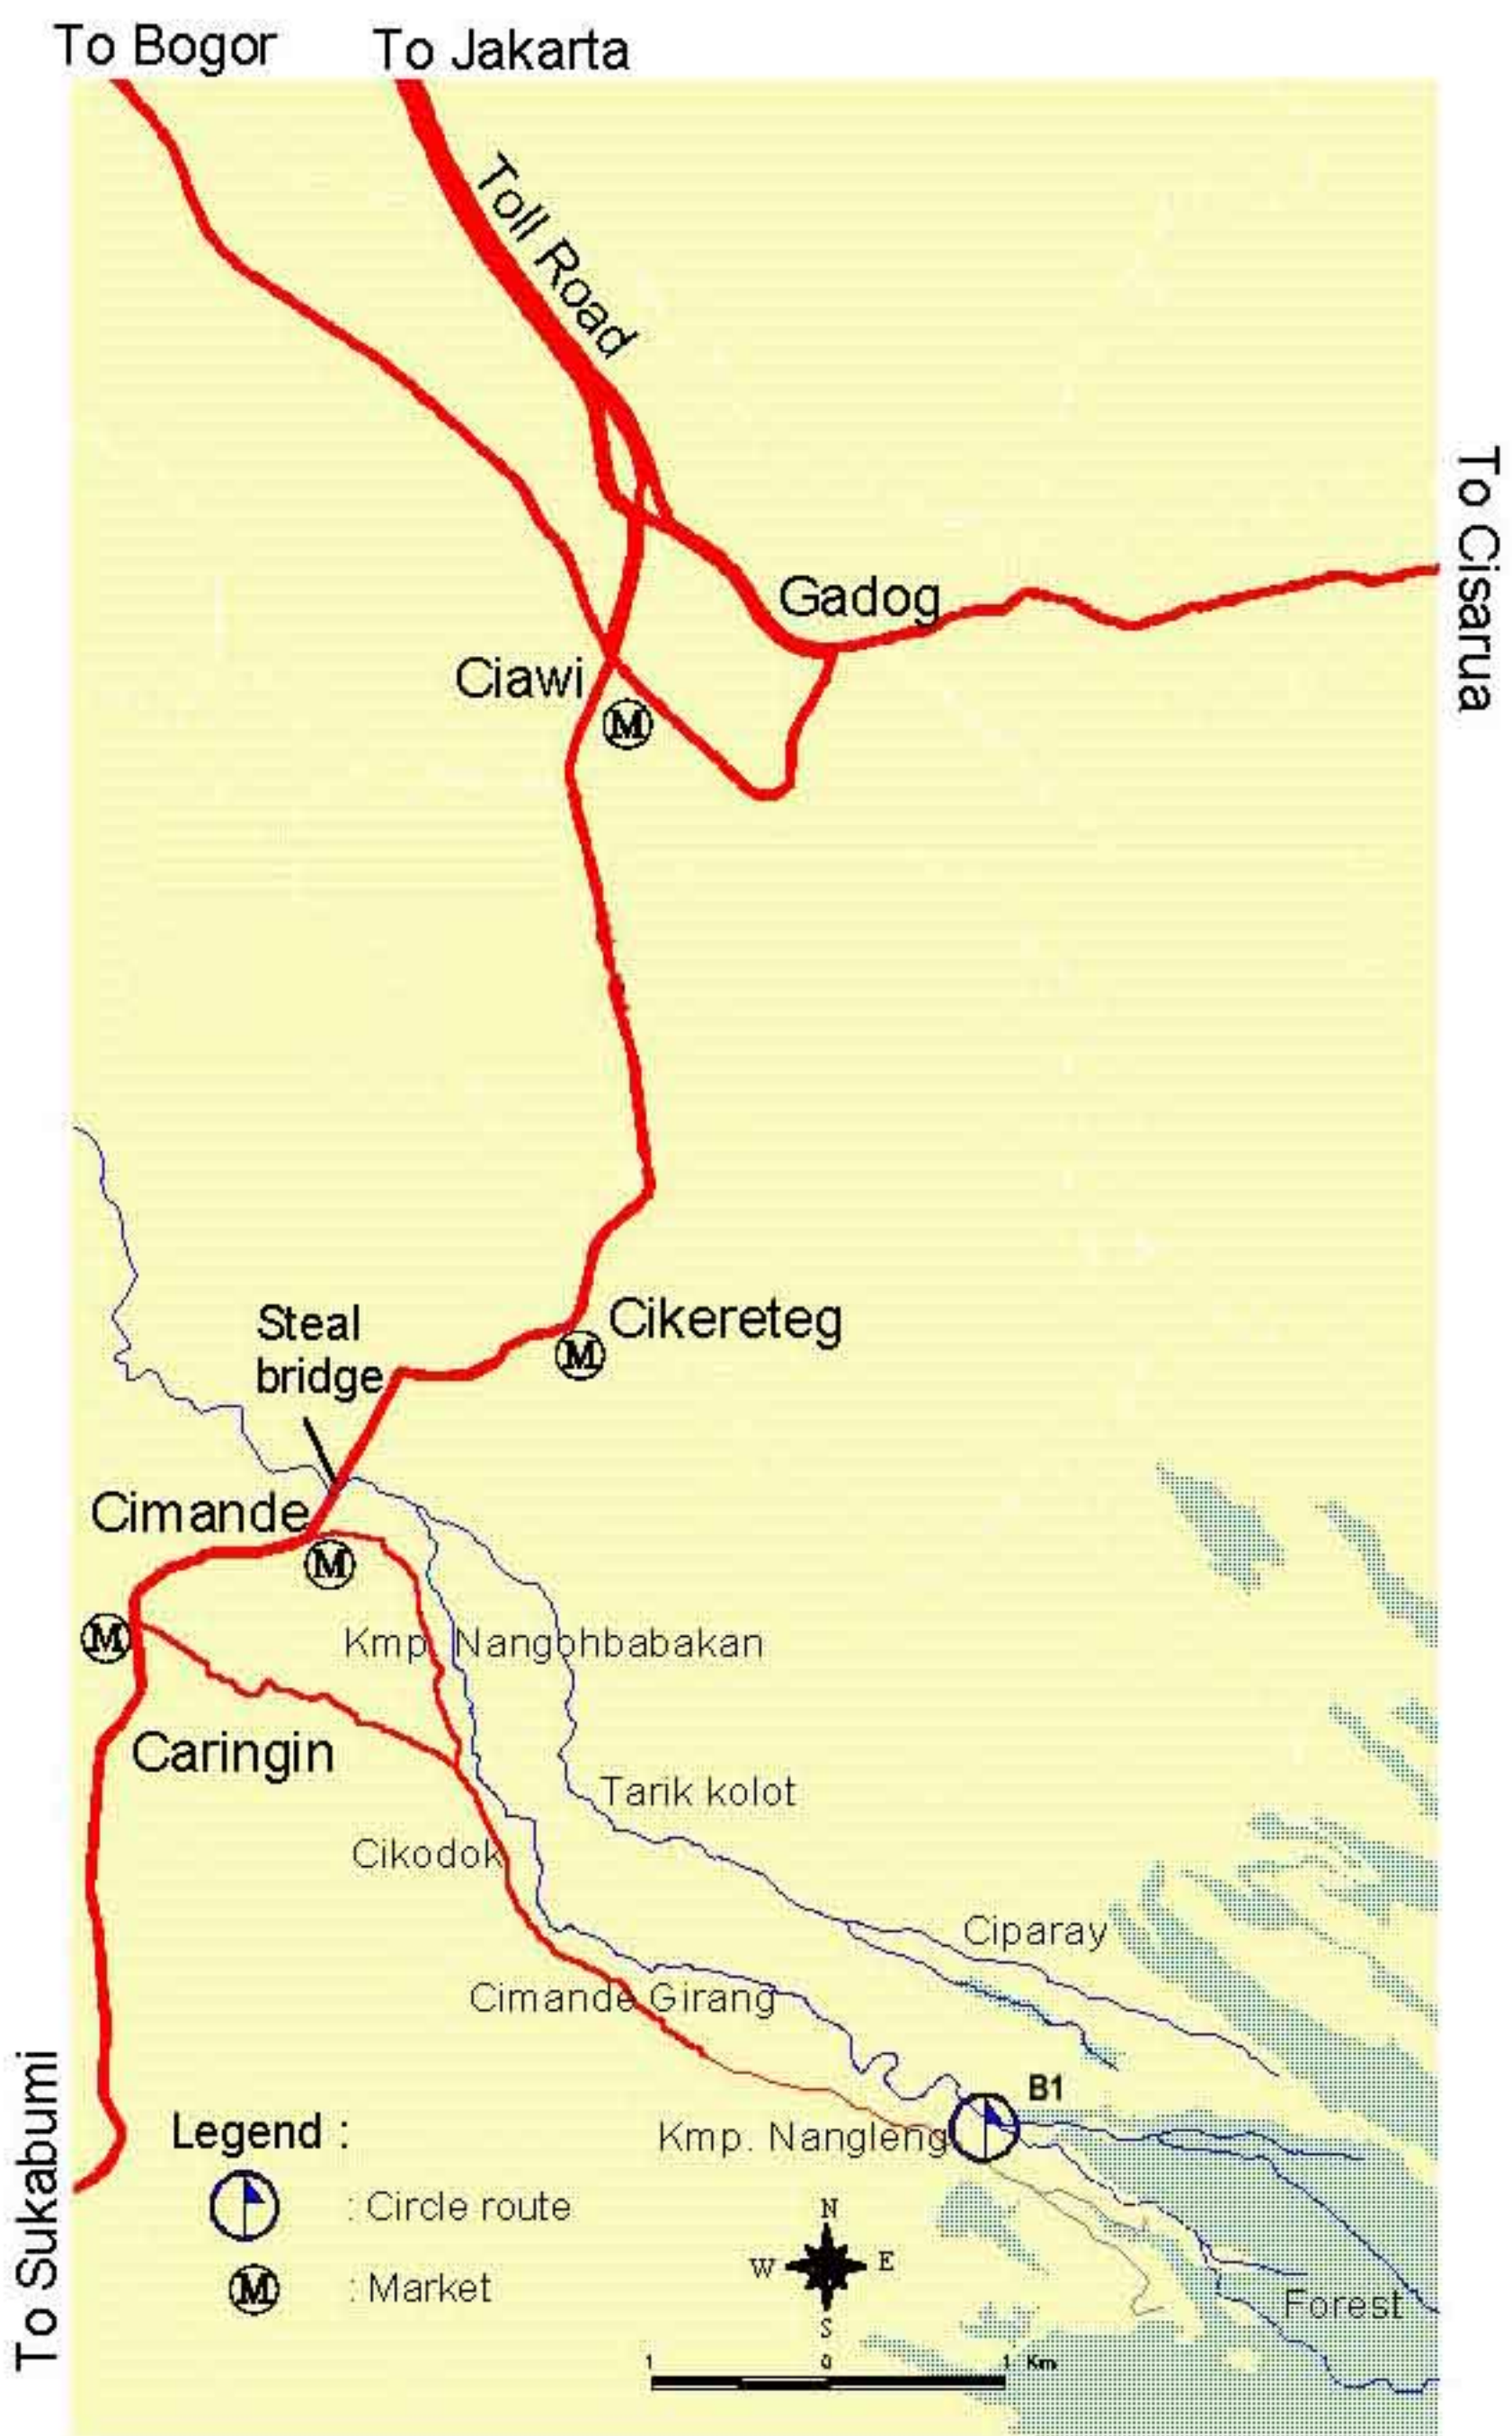 To Bogor
To Jakarta
Toll Road
To Cisarua
Gadog
Ciawi
M
Cikereteg
M
Steal
bridge
Cimande
M
M
Kmp. Nangohbabakan
Caringin
Tarik kolot
Cikodok
Ciparay
Cimande Girang
B1
Kmp. Nangleng
To Sukabumi
Legend :
: Circle route
M : Market
N
W E
S
Forest
1 0 1 Km